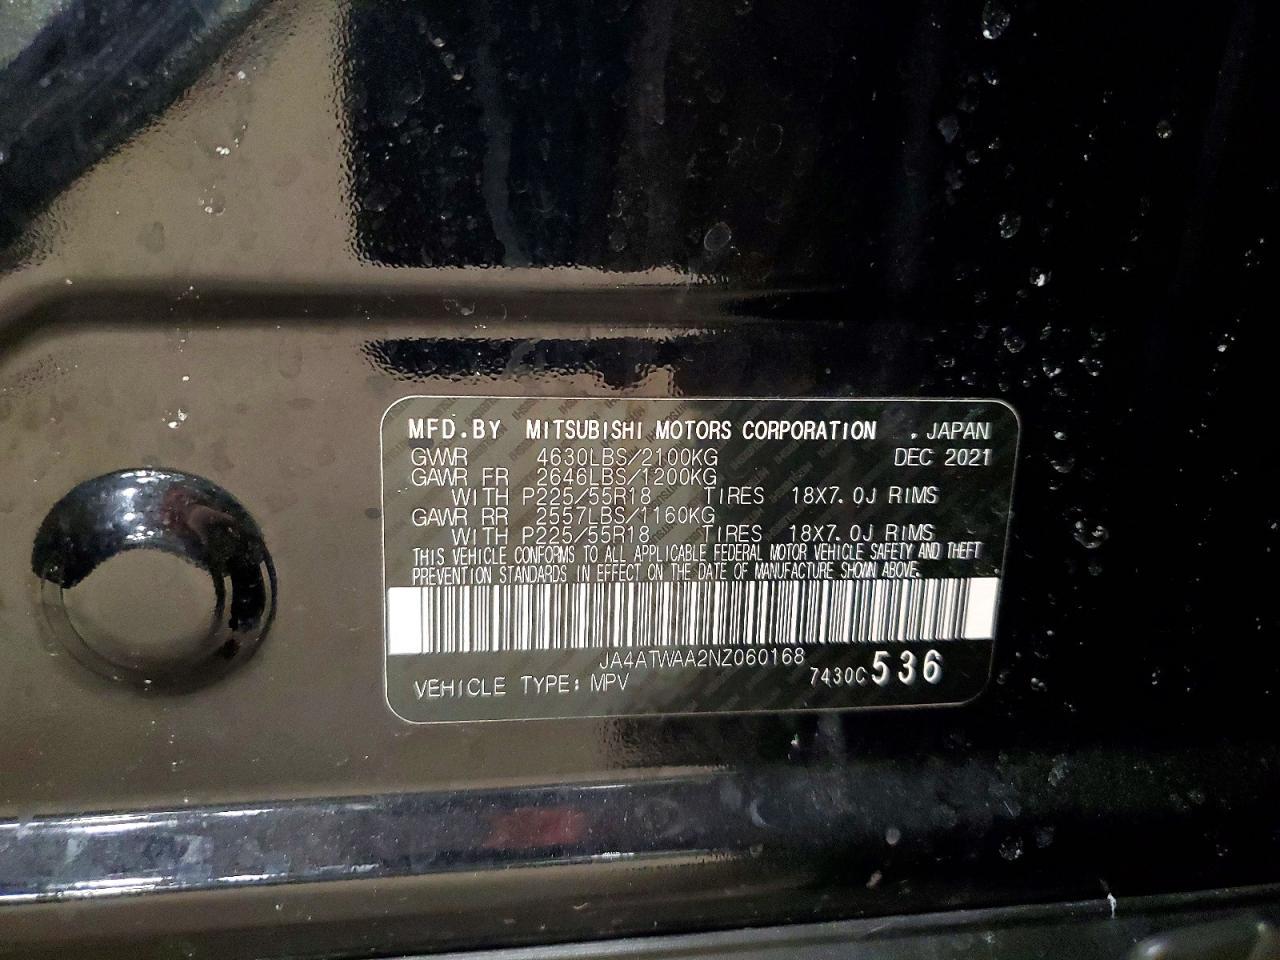 MFD.BY MITSUBISHI MOTORS CORPORATION , JAPAN
GVWR 4630LBS/2100KG DEC 2021
GAWR FR 2646LBS/1200KG
WITH P225/55R18 TIRES 18X7.0J RIMS
GAWR RR 2557LBS/1160KG
WITH P225/55R18 TIRES 18X7.0J RIMS
THIS VEHICLE CONFORMS TO ALL APPLICABLE FEDERAL MOTOR VEHICLE SAFETY AND THEFT
PREVENTION STANDARDS IN EFFECT ON THE DATE OF MANUFACTURE SHOWN ABOVE.
JA4ATWAA2NZ060168
VEHICLE TYPE: MPV 7430C536